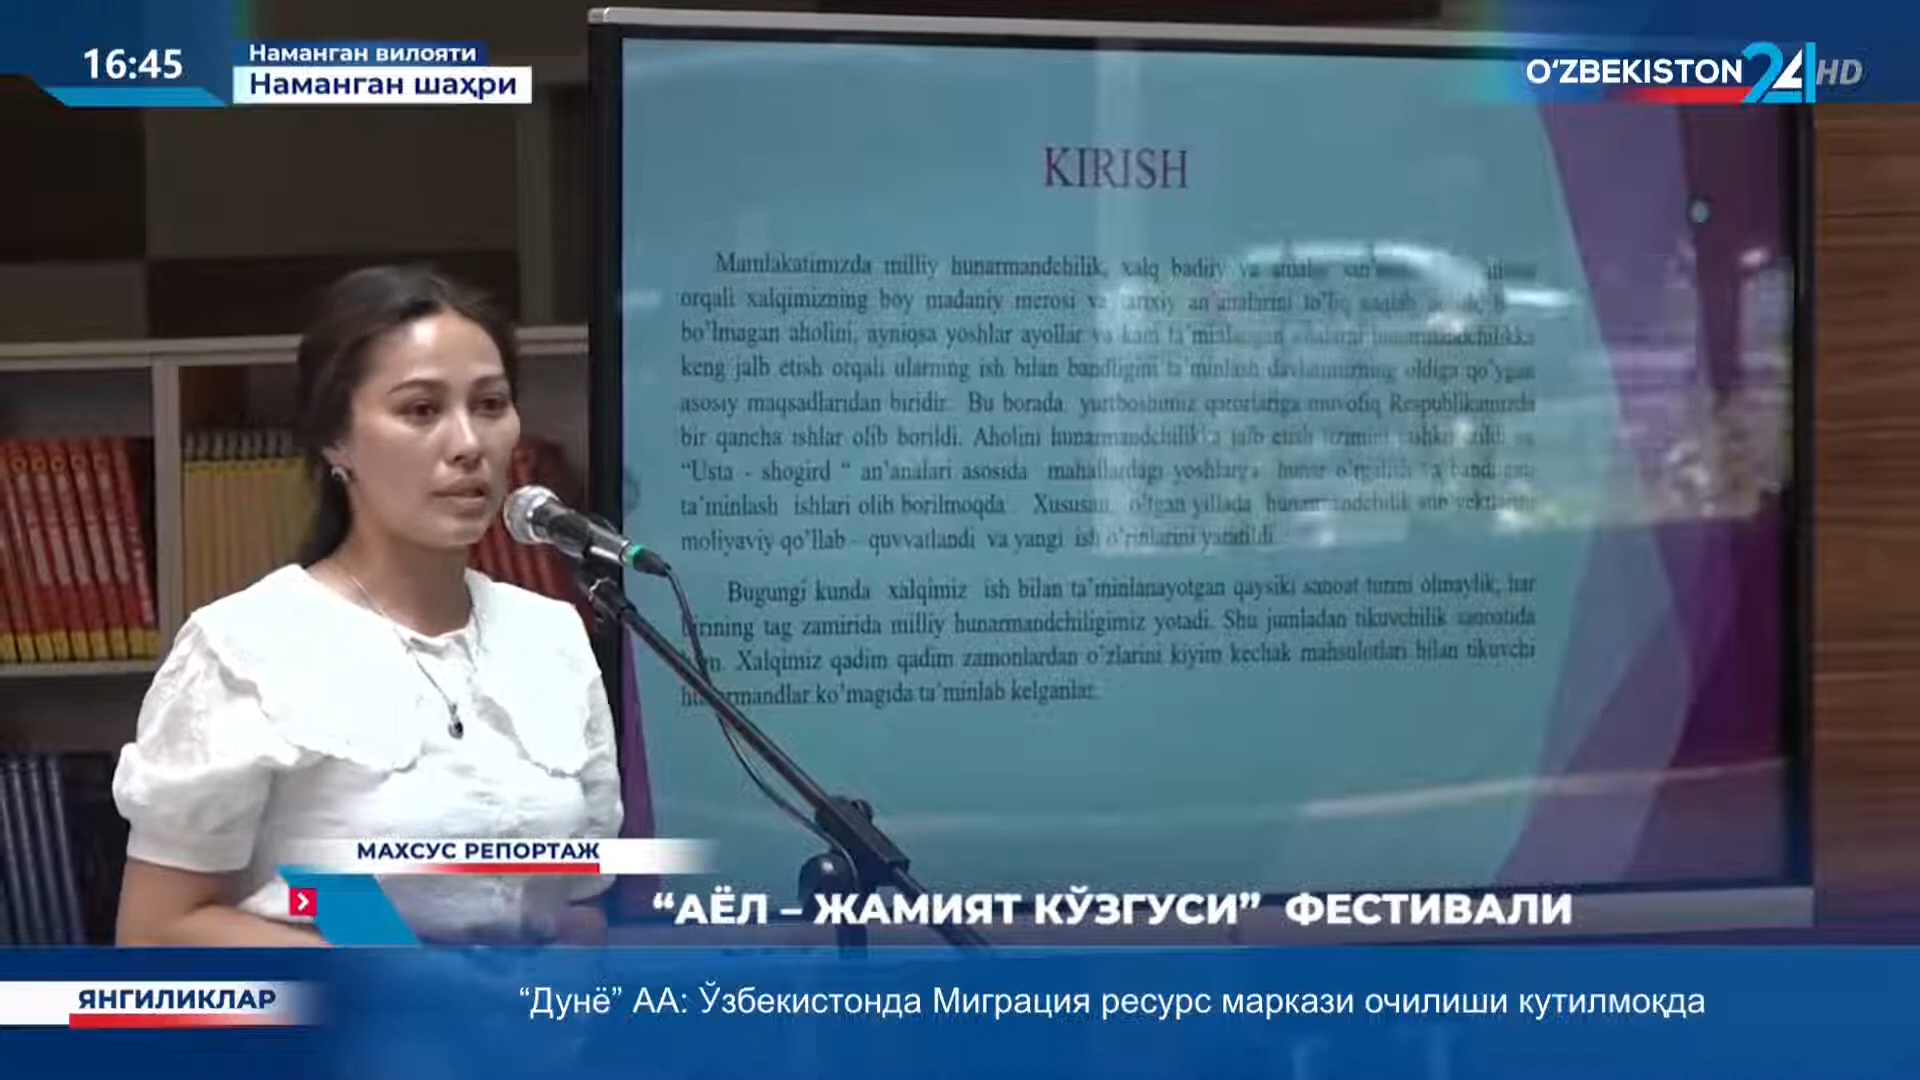 16:45
Наманган вилояти
Наманган шаҳри
O‘ZBEKISTON 24 HD
KIRISH
Mamlakatimizda milliy hunarmandchilik, xalq badiiy va amaliy
orqali xalqimizning boy madaniy merosi va tarixiy an’analarini to’liq saqlab
bo’lmagan aholini, ayniqsa yoshlar ayollar va kam ta’minlangan oilalarni hunarmandchilikka
keng jalb etish orqali ularning ish bilan bandligini ta’minlash davlatimizning oldiga qo’ygan
asosiy maqsadlaridan biridir. Bu borada yurtboshimiz qarorlariga muvofiq Respublikamizda
bir qancha ishlar olib borildi. Aholini hunarmandchilikka jalb etish tizimini
“Usta - shogird “ an’analari asosida mahallardagi yoshlarga hunar o’rgatish va
ta’minlash ishlari olib borilmoqda . Xususan, o’tgan yillada hunarmandchilik
moliyaviy qo’llab – quvvatlandi va yangi ish o’rinlarini yaratildi.
Bugungi kunda xalqimiz ish bilan ta’minlanayotgan qaysiki sanoat turini olmaylik, har
birining tag zamirida milliy hunarmandchiligimiz yotadi. Shu jumladan tikuvchilik sanoatida
Xalqimiz qadim qadim zamonlardan o’zlarini kiyim kechak mahsulotlari bilan tikuvchi
hunarmandlar ko’magida ta’minlab kelganlar.
МАХСУС РЕПОРТАЖ
“АЁЛ – ЖАМИЯТ КЎЗГУСИ” ФЕСТИВАЛИ
ЯНГИЛИКЛАР
“Дунё” АА: Ўзбекистонда Миграция ресурс маркази очилиши кутилмоқда